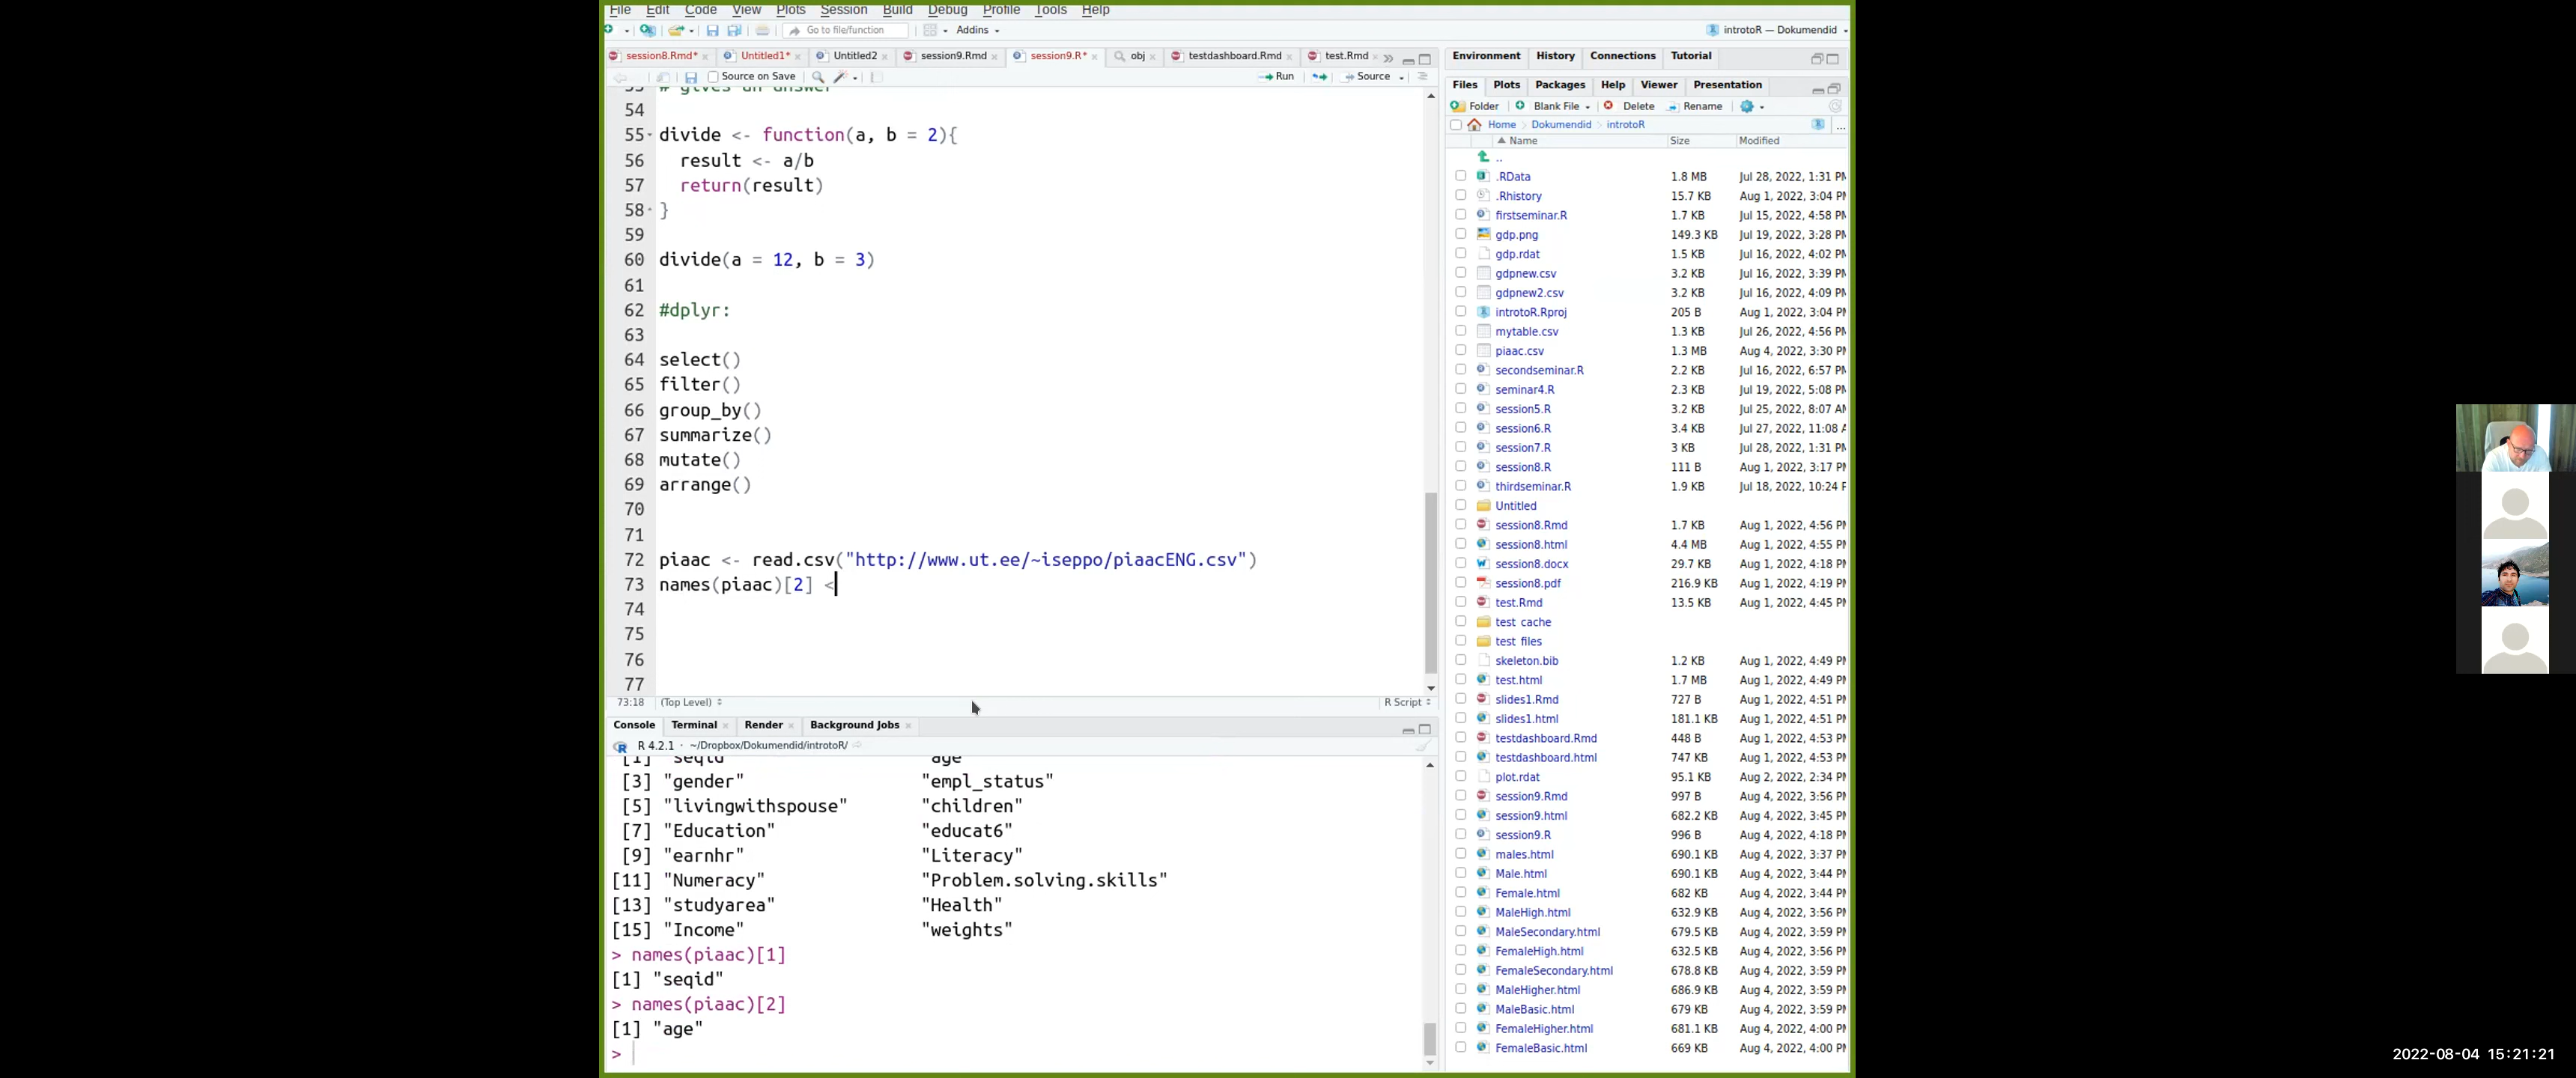 File Edit Code View Plots Session Build Debug Profile Tools Help
Go to file/function Addins introtoR — Dokumendid
session8.Rmd* Untitled1* Untitled2 session9.Rmd session9.R* obj testdashboard.Rmd test.Rmd
Source on Save Run Source
53 # gives an answer
54
55 divide <- function(a, b = 2){
56 result <- a/b
57 return(result)
58 }
59
60 divide(a = 12, b = 3)
61
62 #dplyr:
63
64 select()
65 filter()
66 group_by()
67 summarize()
68 mutate()
69 arrange()
70
71
72 piaac <- read.csv("http://www.ut.ee/~iseppo/piaacENG.csv")
73 names(piaac)[2] <
74
75
76
77
73:18 (Top Level) R Script
Console Terminal Render Background Jobs
R 4.2.1 · ~/Dropbox/Dokumendid/introtoR/
[1] "seqid" "age"
[3] "gender" "empl_status"
[5] "livingwithspouse" "children"
[7] "Education" "educat6"
[9] "earnhr" "Literacy"
[11] "Numeracy" "Problem.solving.skills"
[13] "studyarea" "Health"
[15] "Income" "weights"
> names(piaac)[1]
[1] "seqid"
> names(piaac)[2]
[1] "age"
>
Environment History Connections Tutorial
Files Plots Packages Help Viewer Presentation
Folder Blank File Delete Rename
Home Dokumendid introtoR ...
Name Size Modified
..
.RData 1.8 MB Jul 28, 2022, 1:31 PM
.Rhistory 15.7 KB Aug 1, 2022, 3:04 PM
firstseminar.R 1.7 KB Jul 15, 2022, 4:58 PM
gdp.png 149.3 KB Jul 19, 2022, 3:28 PM
gdp.rdat 1.5 KB Jul 16, 2022, 4:02 PM
gdpnew.csv 3.2 KB Jul 16, 2022, 3:39 PM
gdpnew2.csv 3.2 KB Jul 16, 2022, 4:09 PM
introtoR.Rproj 205 B Aug 1, 2022, 3:04 PM
mytable.csv 1.3 KB Jul 26, 2022, 4:56 PM
piaac.csv 1.3 MB Aug 4, 2022, 3:30 PM
secondseminar.R 2.2 KB Jul 16, 2022, 6:57 PM
seminar4.R 2.3 KB Jul 19, 2022, 5:08 PM
session5.R 3.2 KB Jul 25, 2022, 8:07 AM
session6.R 3.4 KB Jul 27, 2022, 11:08 A
session7.R 3 KB Jul 28, 2022, 1:31 PM
session8.R 111 B Aug 1, 2022, 3:17 PM
thirdseminar.R 1.9 KB Jul 18, 2022, 10:24 P
Untitled
session8.Rmd 1.7 KB Aug 1, 2022, 4:56 PM
session8.html 4.4 MB Aug 1, 2022, 4:55 PM
session8.docx 29.7 KB Aug 1, 2022, 4:18 PM
session8.pdf 216.9 KB Aug 1, 2022, 4:19 PM
test.Rmd 13.5 KB Aug 1, 2022, 4:45 PM
test_cache
test_files
skeleton.bib 1.2 KB Aug 1, 2022, 4:49 PM
test.html 1.7 MB Aug 1, 2022, 4:49 PM
slides1.Rmd 727 B Aug 1, 2022, 4:51 PM
slides1.html 181.1 KB Aug 1, 2022, 4:51 PM
testdashboard.Rmd 448 B Aug 1, 2022, 4:53 PM
testdashboard.html 747 KB Aug 1, 2022, 4:53 PM
plot.rdat 95.1 KB Aug 2, 2022, 2:34 PM
session9.Rmd 997 B Aug 4, 2022, 3:56 PM
session9.html 682.2 KB Aug 4, 2022, 3:45 PM
session9.R 996 B Aug 4, 2022, 4:18 PM
males.html 690.1 KB Aug 4, 2022, 3:37 PM
Male.html 690.1 KB Aug 4, 2022, 3:44 PM
Female.html 682 KB Aug 4, 2022, 3:44 PM
MaleHigh.html 632.9 KB Aug 4, 2022, 3:56 PM
MaleSecondary.html 679.5 KB Aug 4, 2022, 3:59 PM
FemaleHigh.html 632.5 KB Aug 4, 2022, 3:56 PM
FemaleSecondary.html 678.8 KB Aug 4, 2022, 3:59 PM
MaleHigher.html 686.9 KB Aug 4, 2022, 3:59 PM
MaleBasic.html 679 KB Aug 4, 2022, 3:59 PM
FemaleHigher.html 681.1 KB Aug 4, 2022, 4:00 PM
FemaleBasic.html 669 KB Aug 4, 2022, 4:00 PM
2022-08-04 15:21:21